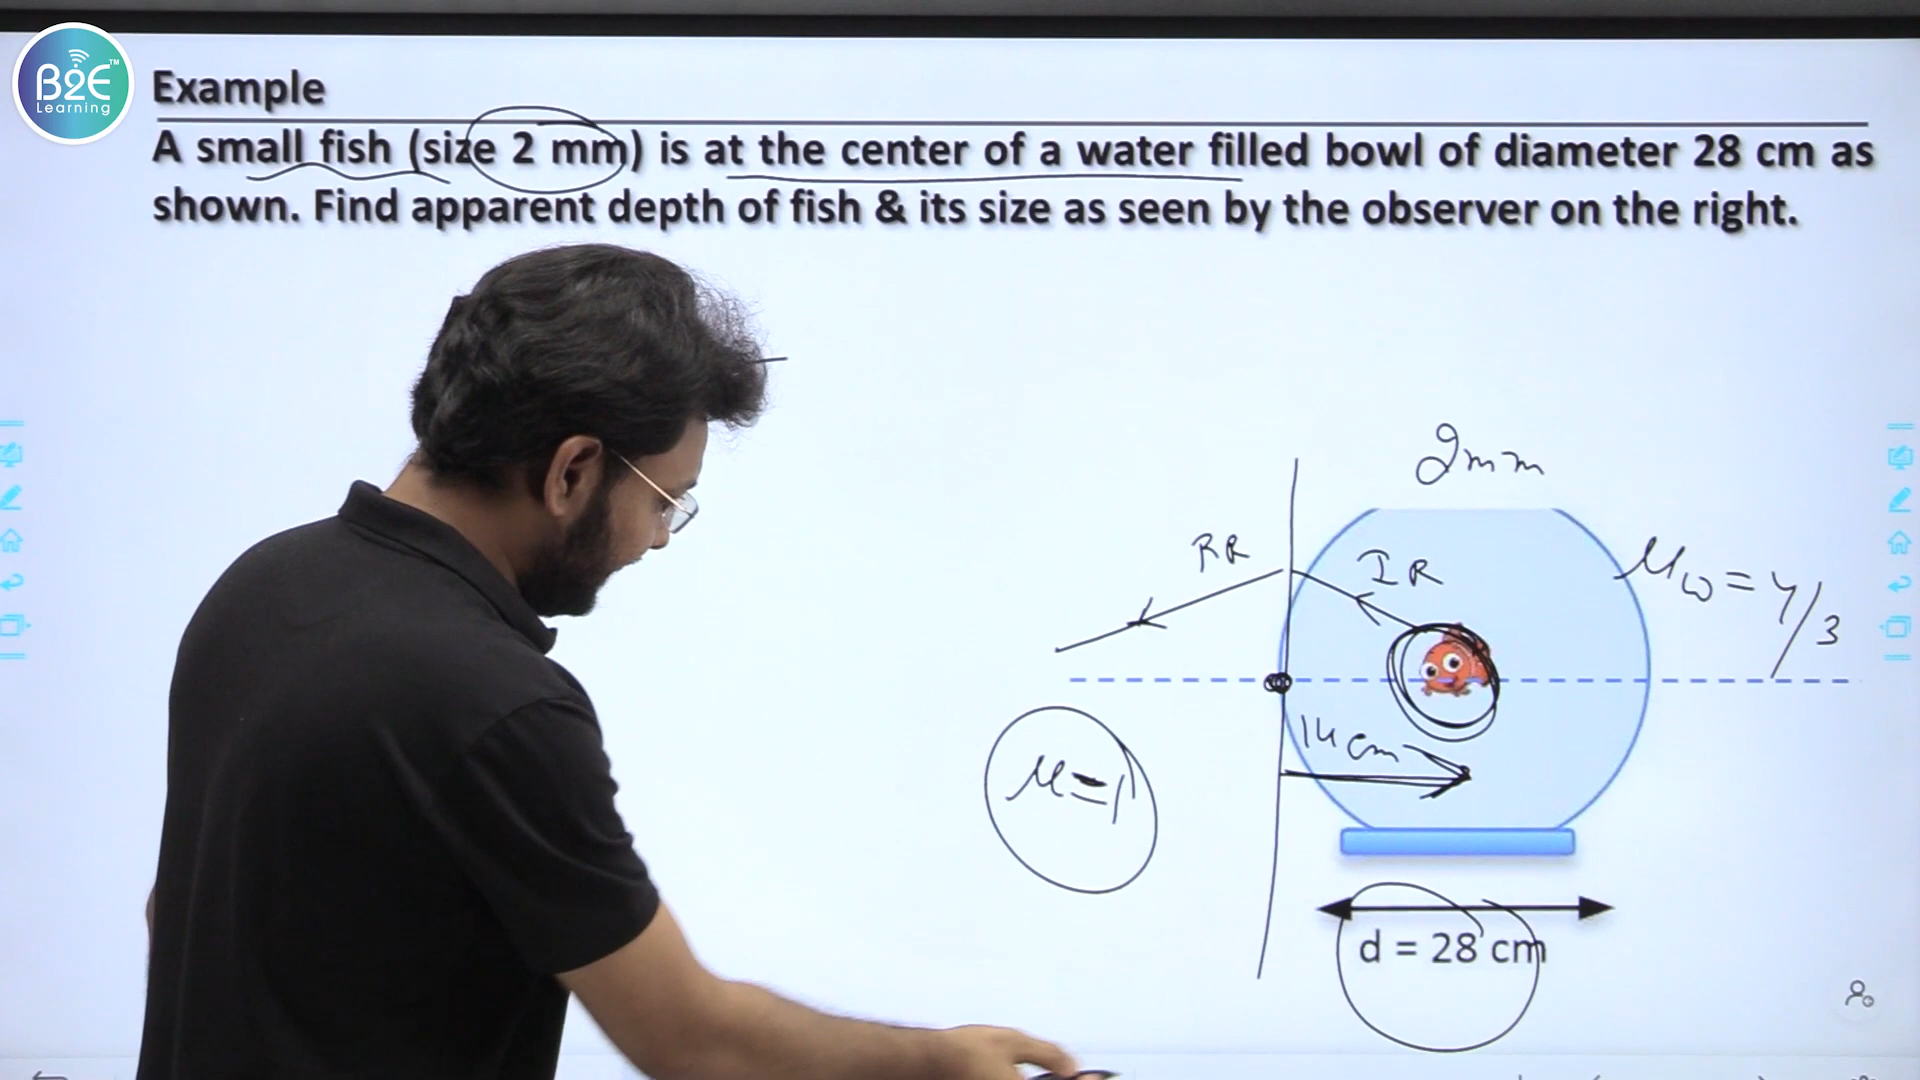 B2E
TM
Learning
Example
A small fish (size 2 mm) is at the center of a water filled bowl of diameter 28 cm as
shown. Find apparent depth of fish & its size as seen by the observer on the right.
2mm
RR
IR
μw = 4/3
14 cm
μ = 1
d = 28 cm